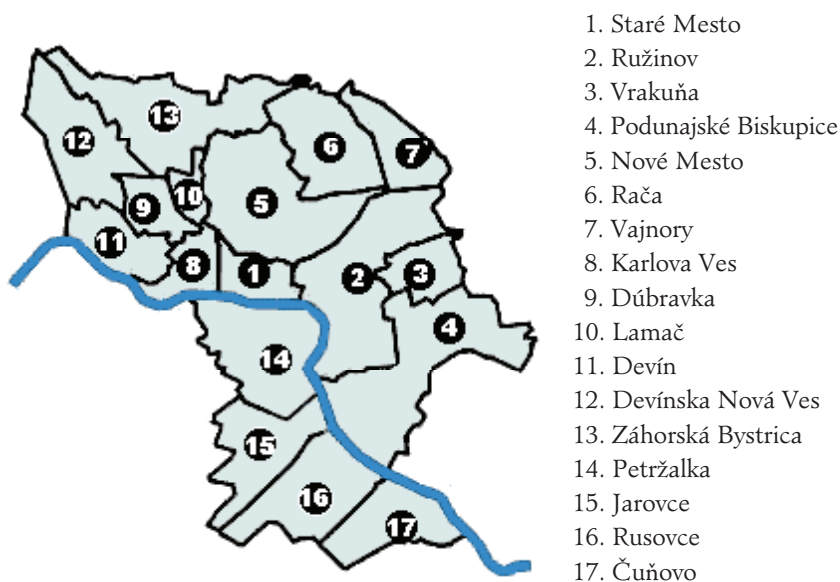 1. Staré Mesto
2. Ružinov
3. Vrakuňa
4. Podunajské Biskupice
5. Nové Mesto
6. Rača
7. Vajnory
8. Karlova Ves
9. Dúbravka
10. Lamač
11. Devín
12. Devínska Nová Ves
13. Záhorská Bystrica
14. Petržalka
15. Jarovce
16. Rusovce
17. Čuňovo
13
12
6
7
10
9
5
11
8
1
2
3
4
14
15
16
17